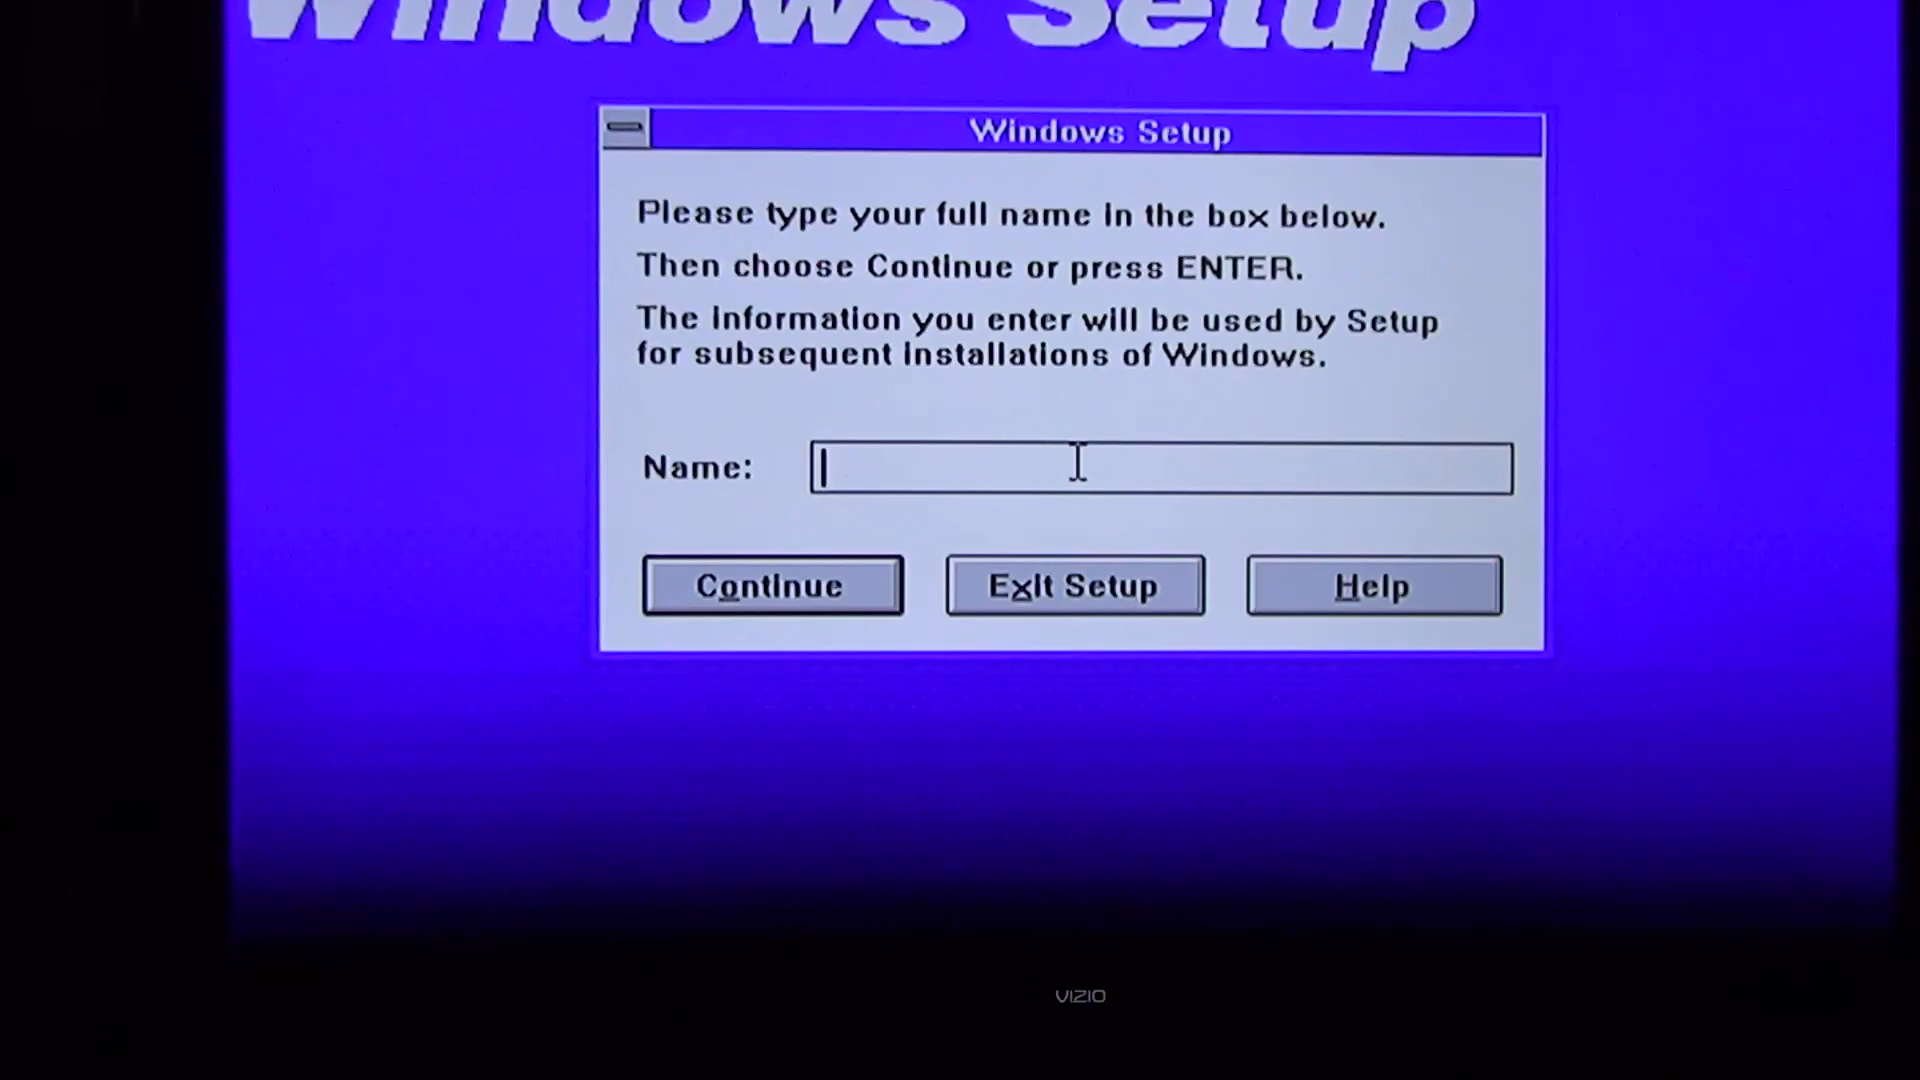 Windows Setup
Windows Setup
Please type your full name in the box below.
Then choose Continue or press ENTER.
The information you enter will be used by Setup
for subsequent installations of Windows.
Name:
Continue Exit Setup Help
VIZIO